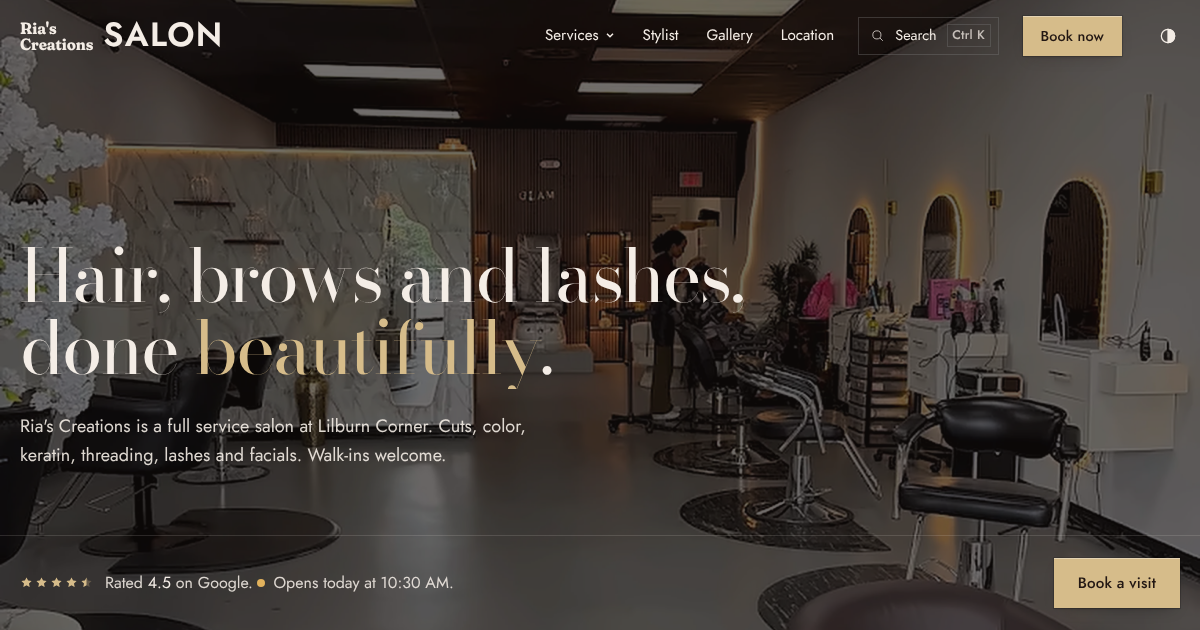 Ria's
Creations
SALON
Services
Stylist
Gallery
Location
Search
Ctrl K
Book now
GLAM
Hair, brows and lashes.
done beautifully.
Ria's Creations is a full service salon at Lilburn Corner. Cuts, color,
keratin, threading, lashes and facials. Walk-ins welcome.
Rated 4.5 on Google.
Opens today at 10:30 AM.
Book a visit